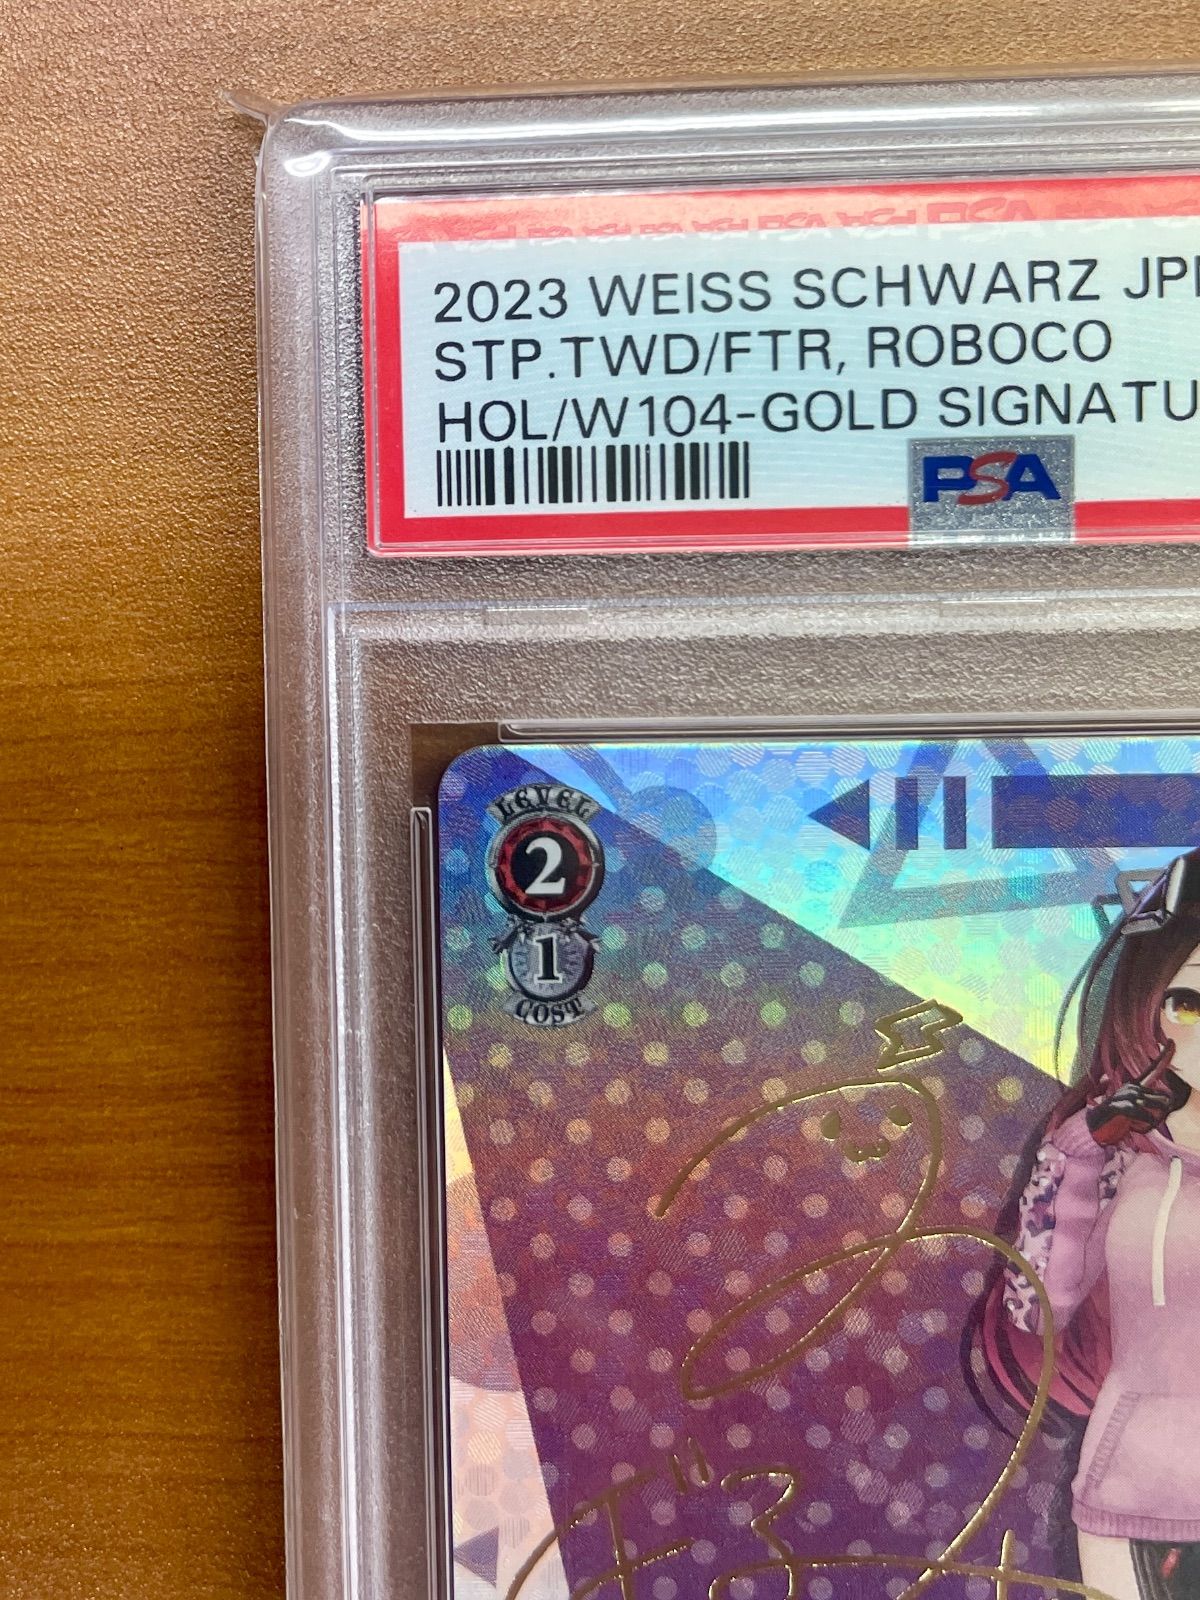 2023 WEISS SCHWARZ JP
STP.TWD/FTR, ROBOCO
HOL/W104-GOLD SIGNATU
PSA
LEVEL
2
1
COST